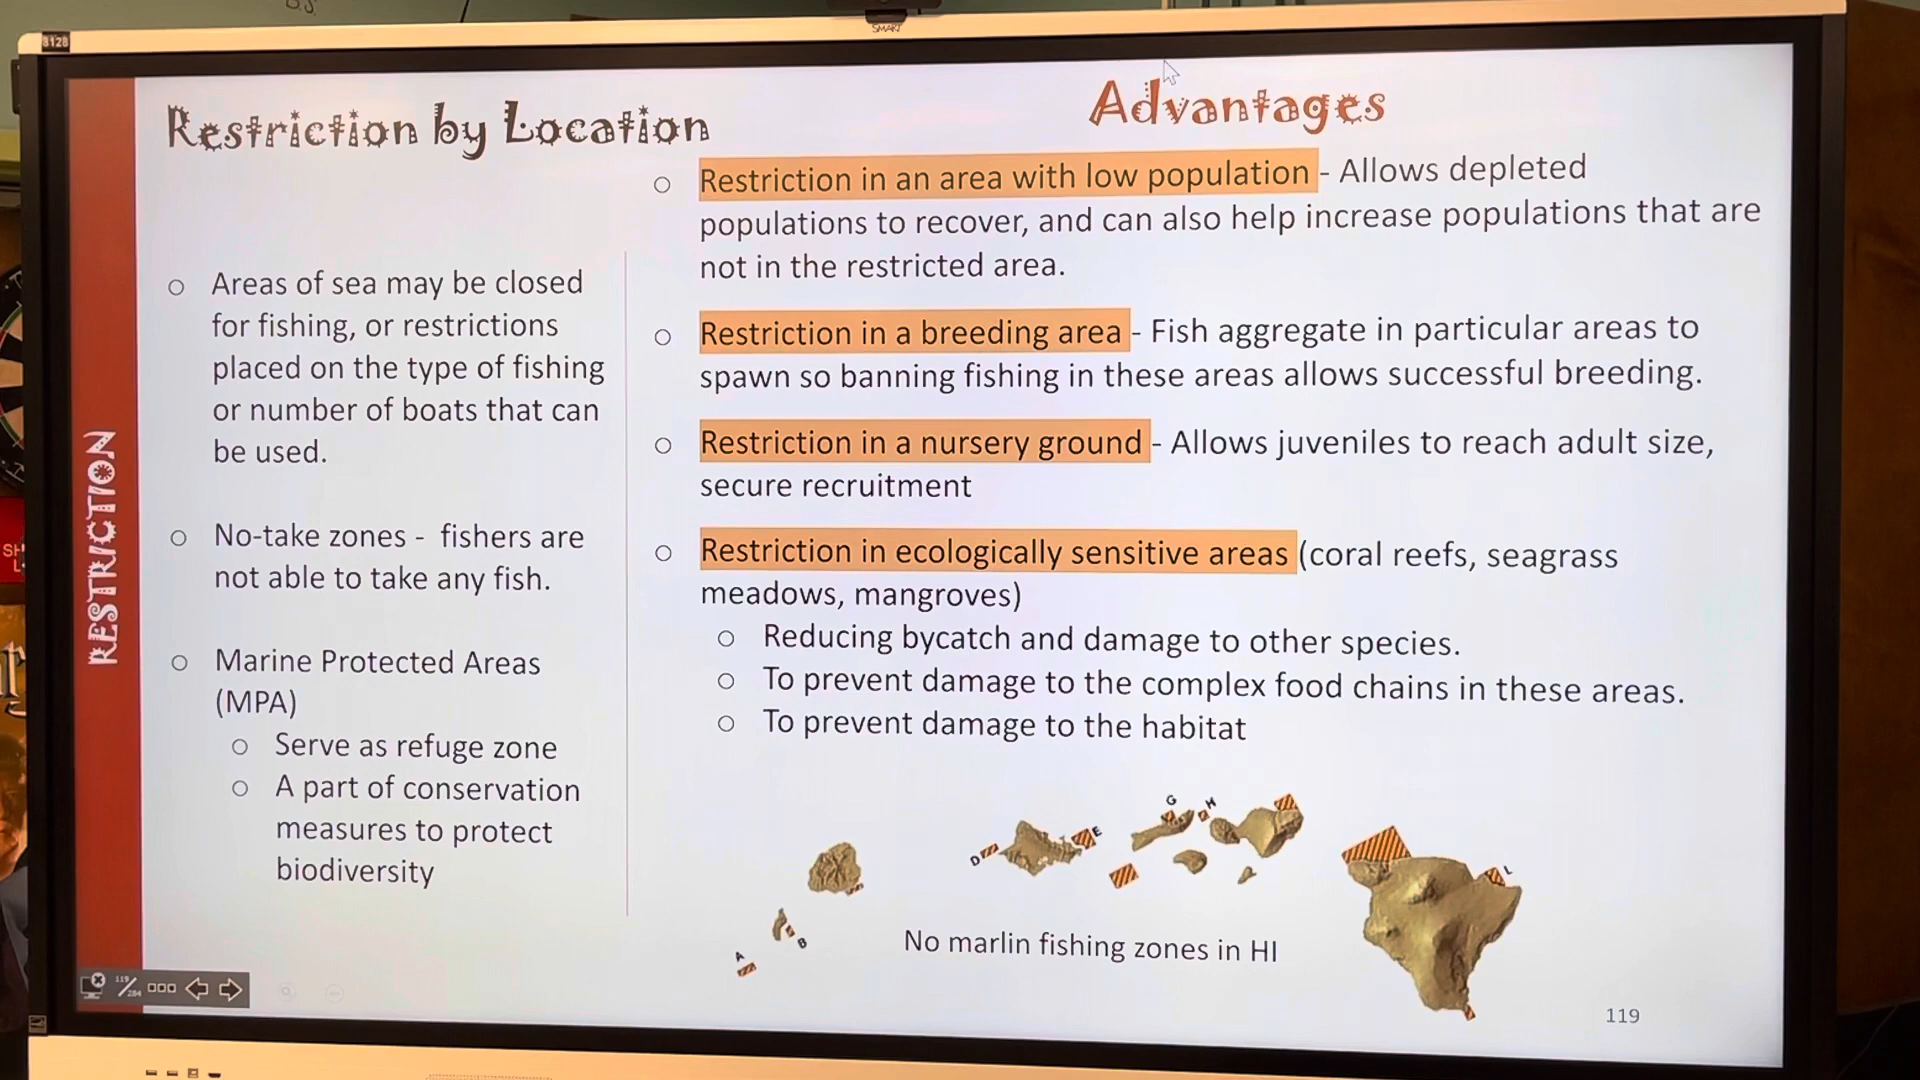 8128
SMART
Restriction by Location
Areas of sea may be closed
for fishing, or restrictions
placed on the type of fishing
or number of boats that can
be used.
No-take zones - fishers are
not able to take any fish.
Marine Protected Areas
(MPA)
Serve as refuge zone
A part of conservation
measures to protect
biodiversity
RESTRICTION
Advantages
Restriction in an area with low population - Allows depleted
populations to recover, and can also help increase populations that are
not in the restricted area.
Restriction in a breeding area - Fish aggregate in particular areas to
spawn so banning fishing in these areas allows successful breeding.
Restriction in a nursery ground - Allows juveniles to reach adult size,
secure recruitment
Restriction in ecologically sensitive areas (coral reefs, seagrass
meadows, mangroves)
Reducing bycatch and damage to other species.
To prevent damage to the complex food chains in these areas.
To prevent damage to the habitat
A
B
D
E
G
H
L
No marlin fishing zones in HI
119/284
119